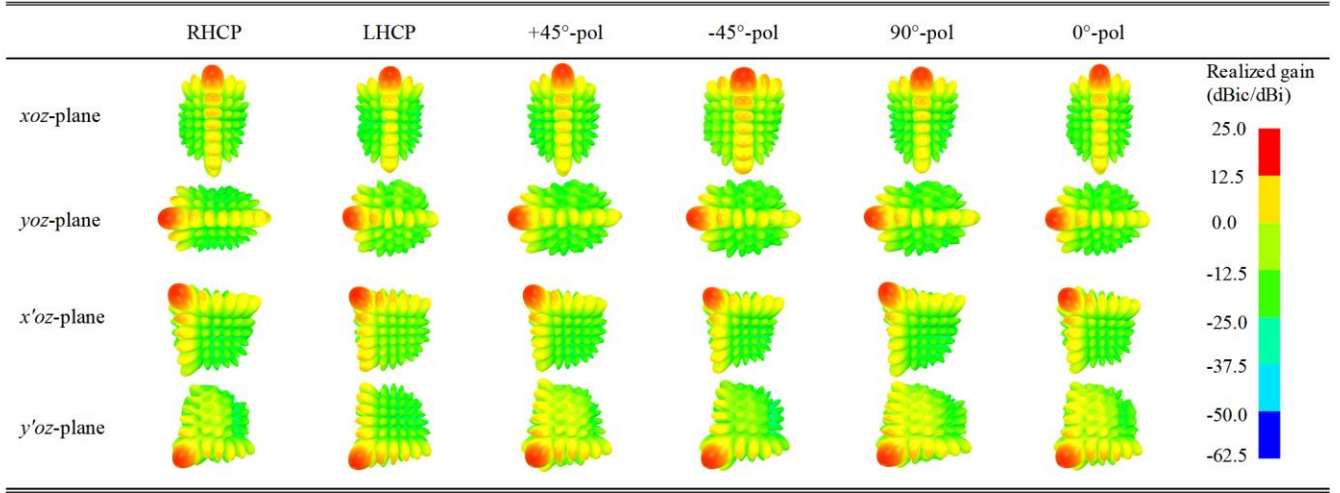 RHCP LHCP +45°-pol -45°-pol 90°-pol 0°-pol
Realized gain
(dBic/dBi)
xoz-plane
25.0
12.5
yoz-plane
0.0
-12.5
x'oz-plane
-25.0
-37.5
y'oz-plane
-50.0
-62.5